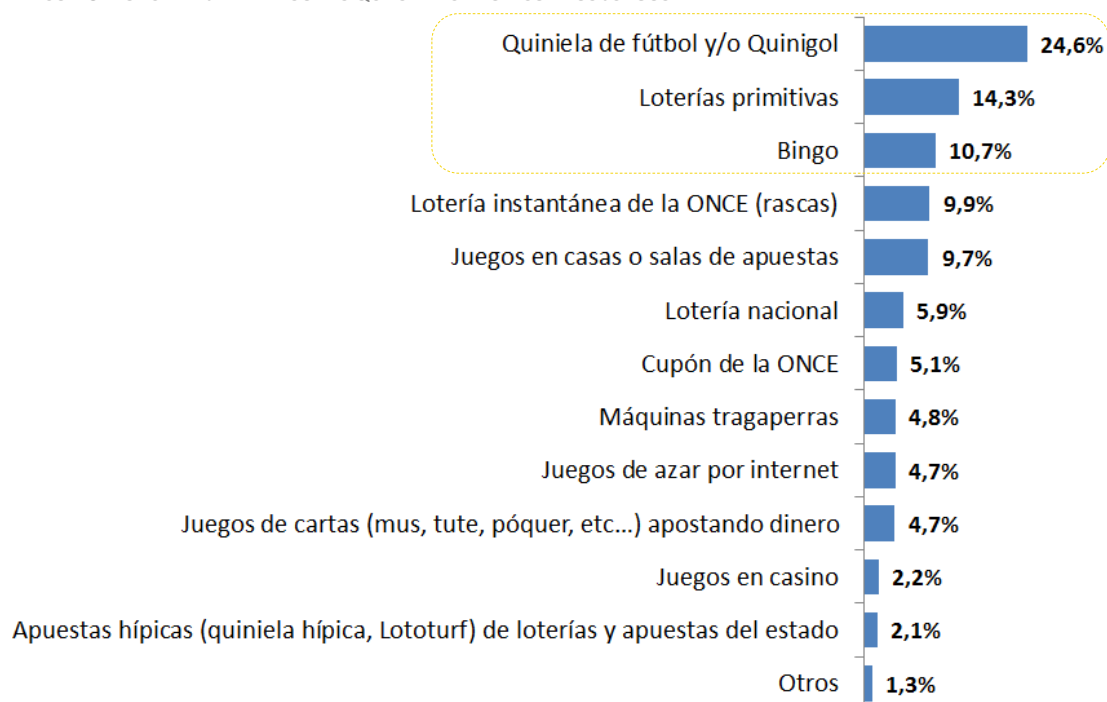 Quiniela de fútbol y/o Quinigol 24,6%
Loterías primitivas 14,3%
Bingo 10,7%
Lotería instantánea de la ONCE (rascas) 9,9%
Juegos en casas o salas de apuestas 9,7%
Lotería nacional 5,9%
Cupón de la ONCE 5,1%
Máquinas tragaperras 4,8%
Juegos de azar por internet 4,7%
Juegos de cartas (mus, tute, póquer, etc...) apostando dinero 4,7%
Juegos en casino 2,2%
Apuestas hípicas (quiniela hípica, Lototurf) de loterías y apuestas del estado 2,1%
Otros 1,3%